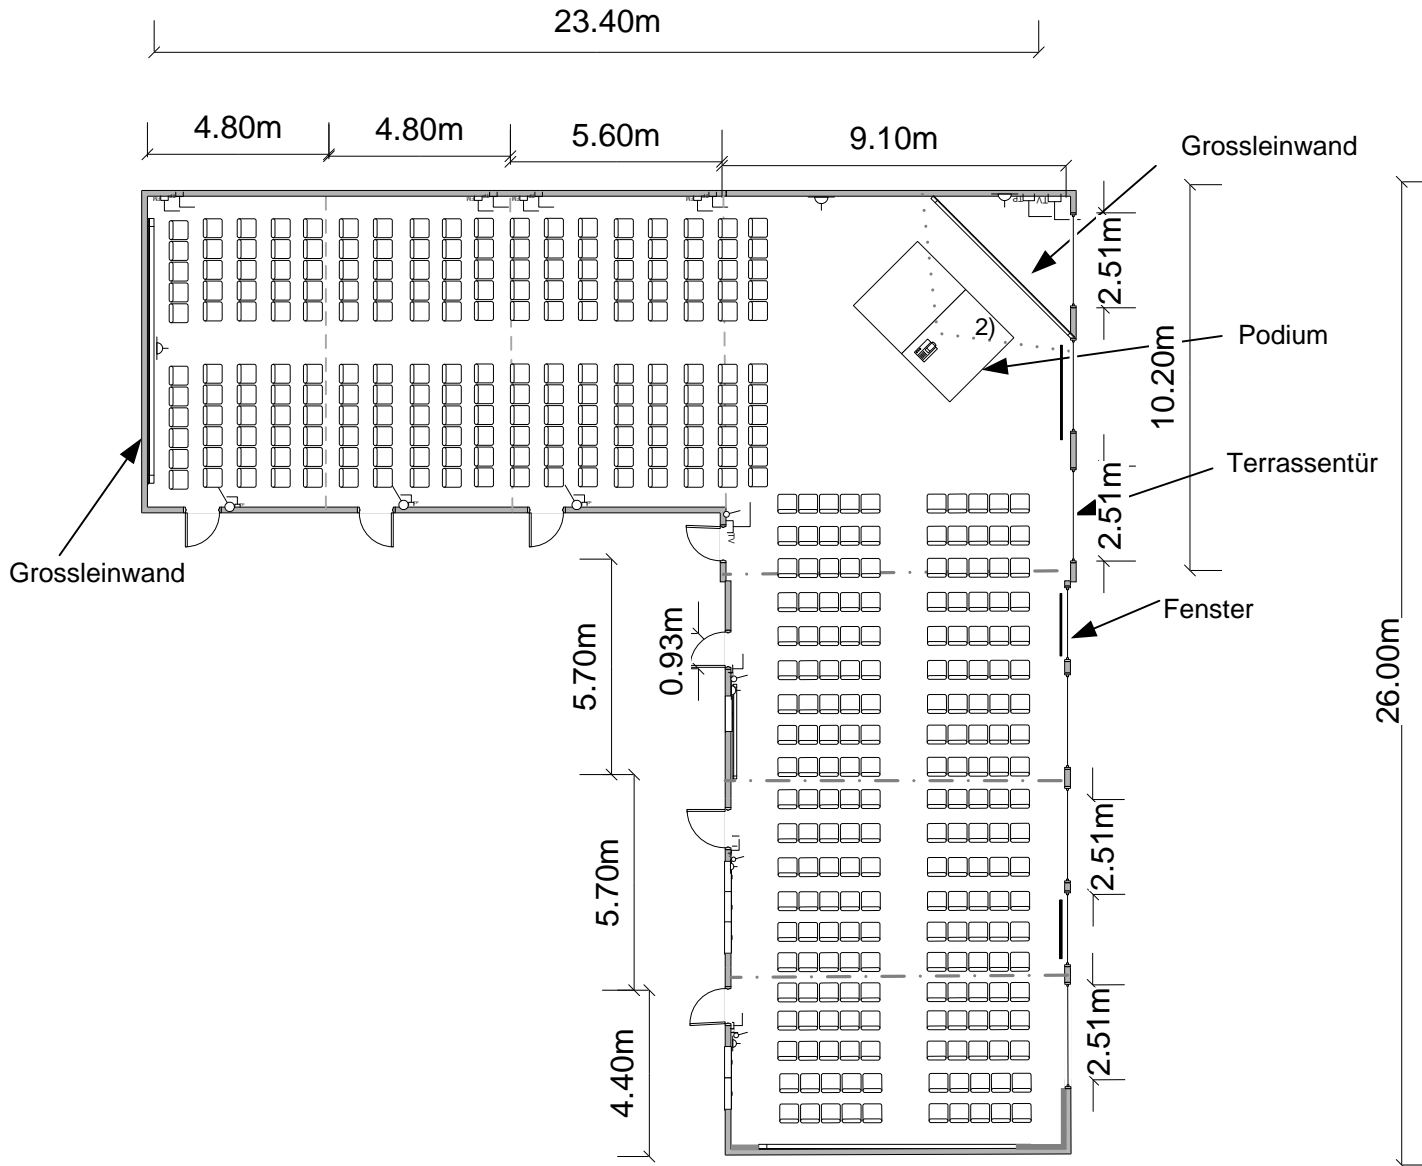 23.40m
4.80m
4.80m
5.60m
9.10m
Grossleinwand
2.51m
2)
Podium
10.20m
Terrassentür
2.51m
Grossleinwand
Fenster
0.93m
5.70m
26.00m
2.51m
5.70m
2.51m
4.40m